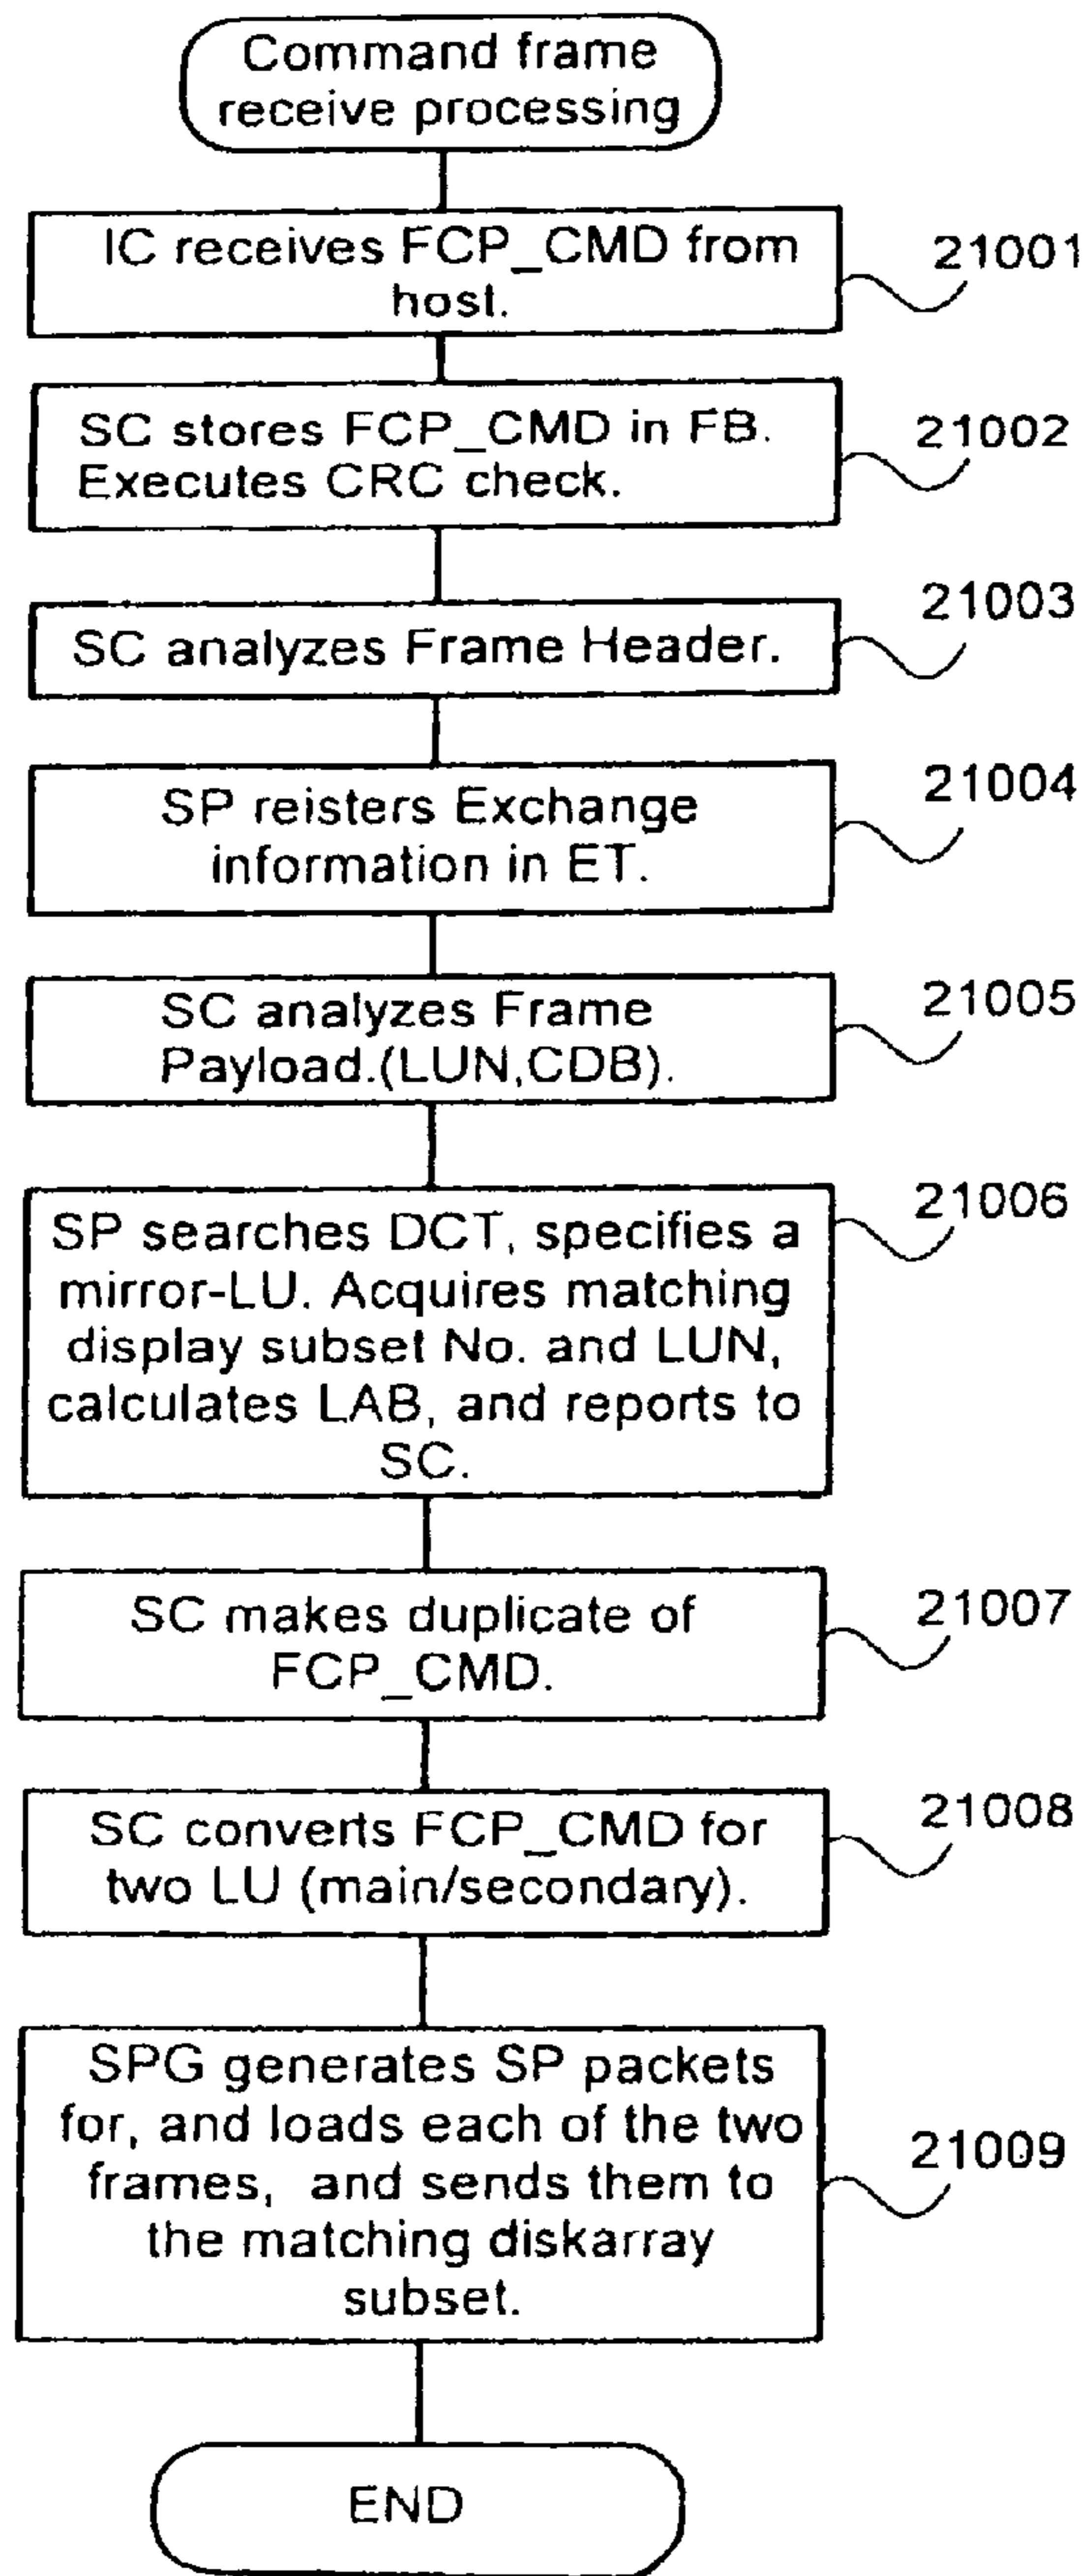 Command frame
receive processing
IC receives FCP_CMD from
host.
21001
SC stores FCP_CMD in FB.
Executes CRC check.
21002
SC analyzes Frame Header.
21003
SP reisters Exchange
information in ET.
21004
SC analyzes Frame
Payload.(LUN,CDB).
21005
SP searches DCT, specifies a
mirror-LU. Acquires matching
display subset No. and LUN,
calculates LAB, and reports to
SC.
21006
SC makes duplicate of
FCP_CMD.
21007
SC converts FCP_CMD for
two LU (main/secondary).
21008
SPG generates SP packets
for, and loads each of the two
frames, and sends them to
the matching diskarray
subset.
21009
END